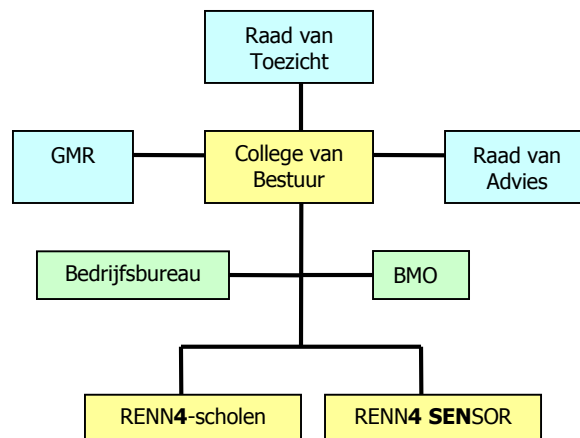 Raad van
Toezicht
GMR
College van
Bestuur
Raad van
Advies
Bedrijfsbureau
BMO
RENN4-scholen
RENN4 SENSOR